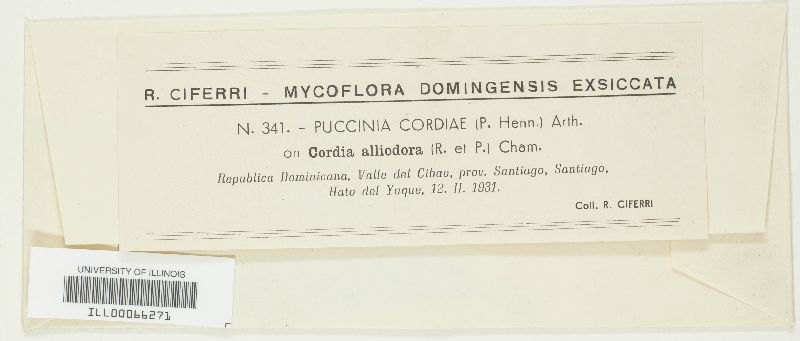 R. CIFERRI - MYCOFLORA DOMINGENSIS EXSICCATA
N. 341. - PUCCINIA CORDIAE (P. Henn.) Arth.
on Cordia alliodora (R. et P.) Cham.
Republica Dominicana, Valle del Cibao, prov. Santiago, Santiago,
Hato del Yaque, 12. II. 1931.
Coll. R. CIFERRI
UNIVERSITY OF ILLINOIS
ILL00066271